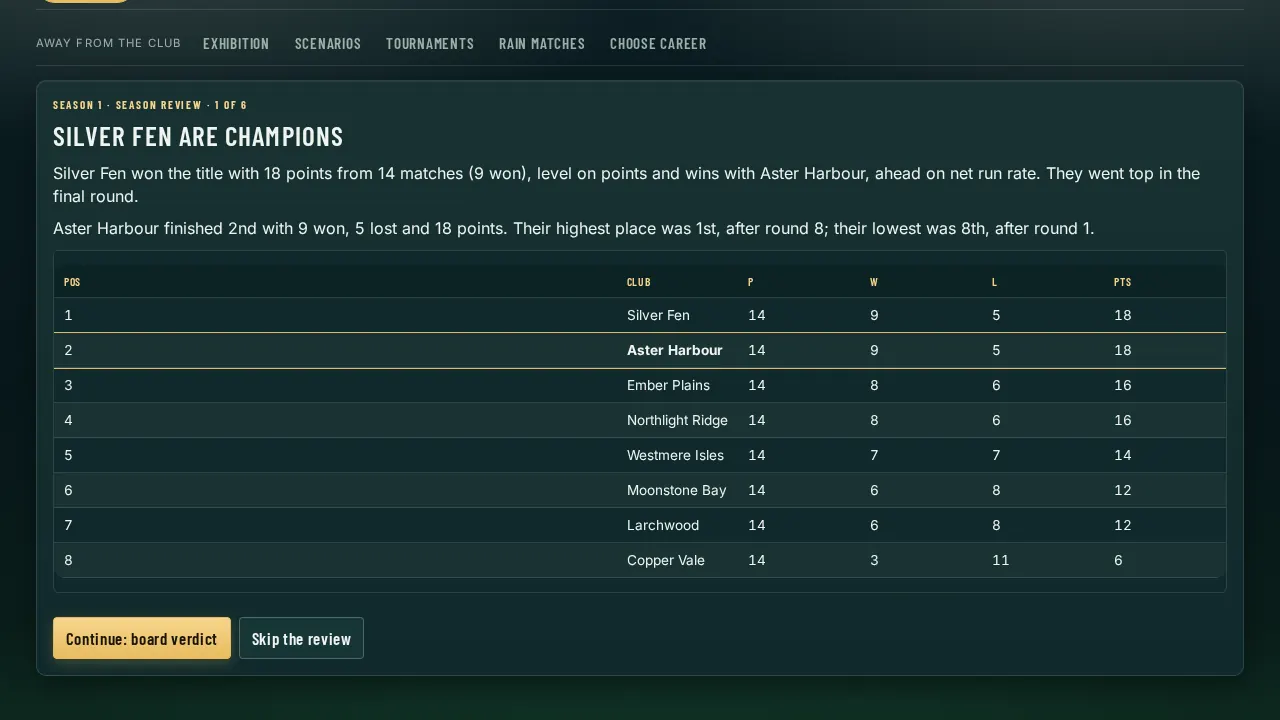 AWAY FROM THE CLUB EXHIBITION SCENARIOS TOURNAMENTS RAIN MATCHES CHOOSE CAREER
SEASON 1 · SEASON REVIEW · 1 OF 6
SILVER FEN ARE CHAMPIONS
Silver Fen won the title with 18 points from 14 matches (9 won), level on points and wins with Aster Harbour, ahead on net run rate. They went top in the
final round.
Aster Harbour finished 2nd with 9 won, 5 lost and 18 points. Their highest place was 1st, after round 8; their lowest was 8th, after round 1.
POS CLUB P W L PTS
1 Silver Fen 14 9 5 18
2 Aster Harbour 14 9 5 18
3 Ember Plains 14 8 6 16
4 Northlight Ridge 14 8 6 16
5 Westmere Isles 14 7 7 14
6 Moonstone Bay 14 6 8 12
7 Larchwood 14 6 8 12
8 Copper Vale 14 3 11 6
Continue: board verdict Skip the review